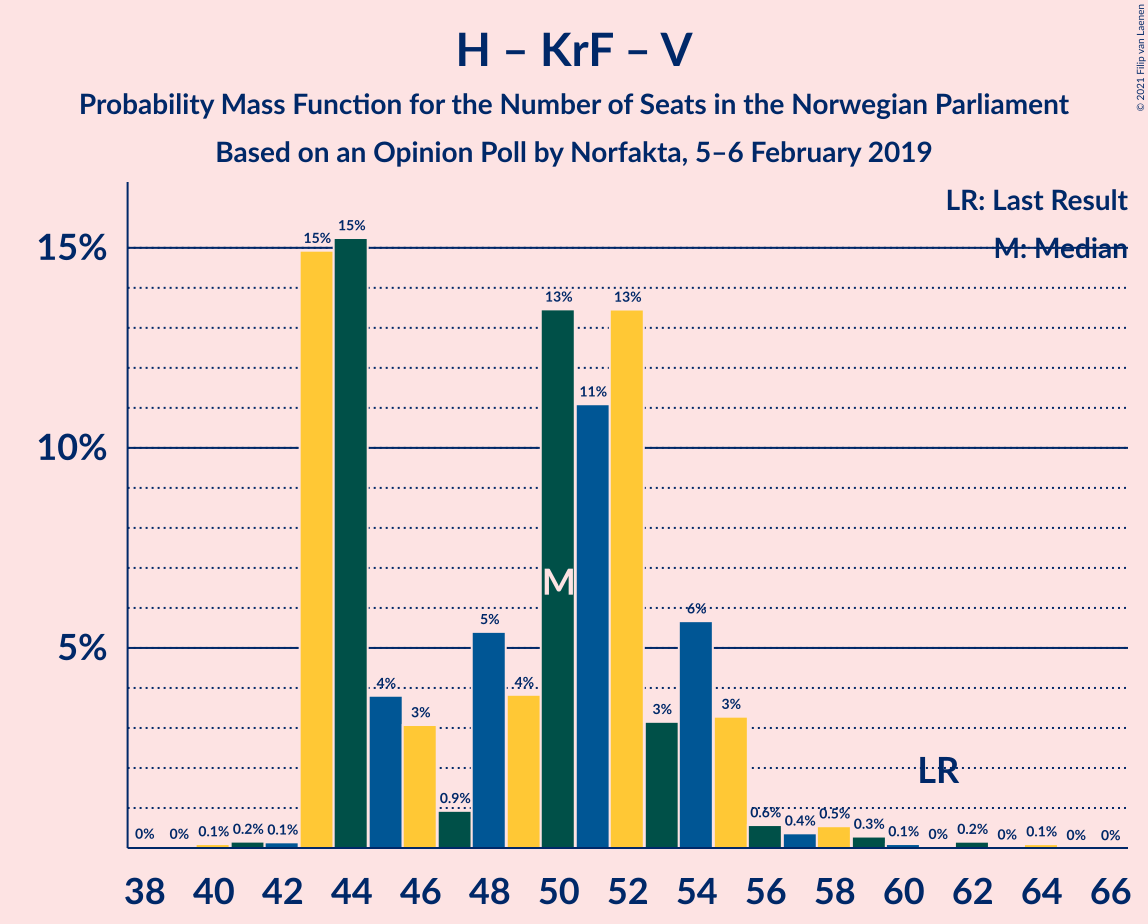 H – KrF – V
Probability Mass Function for the Number of Seats in the Norwegian Parliament
Based on an Opinion Poll by Norfakta, 5–6 February 2019
© 2021 Filip van Laenen
LR: Last Result
M: Median
15%
10%
5%
0% 0% 0.1% 0.2% 0.1% 15% 15% 4% 3% 0.9% 5% 4% 13% 11% 13% 3% 6% 3% 0.6% 0.4% 0.5% 0.3% 0.1% 0% 0.2% 0% 0.1% 0% 0%
M
LR
38 40 42 44 46 48 50 52 54 56 58 60 62 64 66